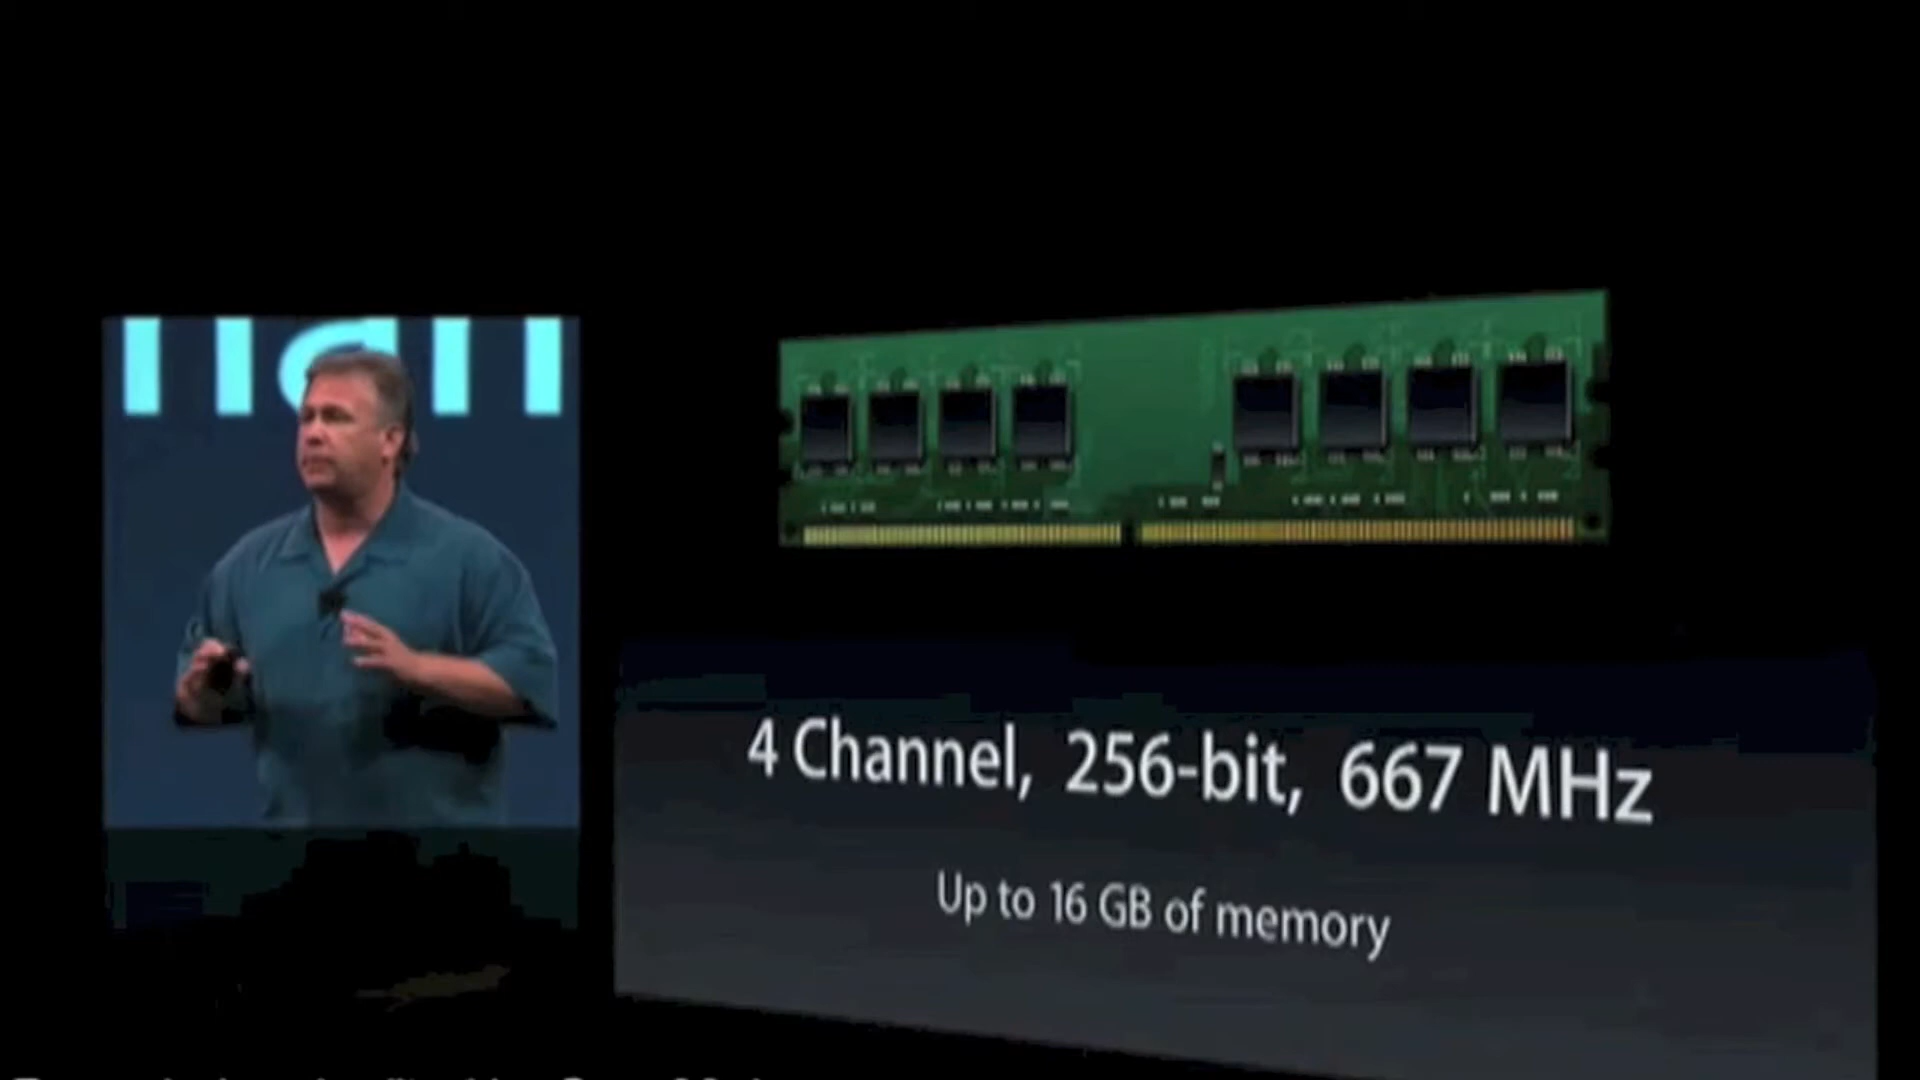 4 Channel, 256-bit, 667 MHz
Up to 16 GB of memory